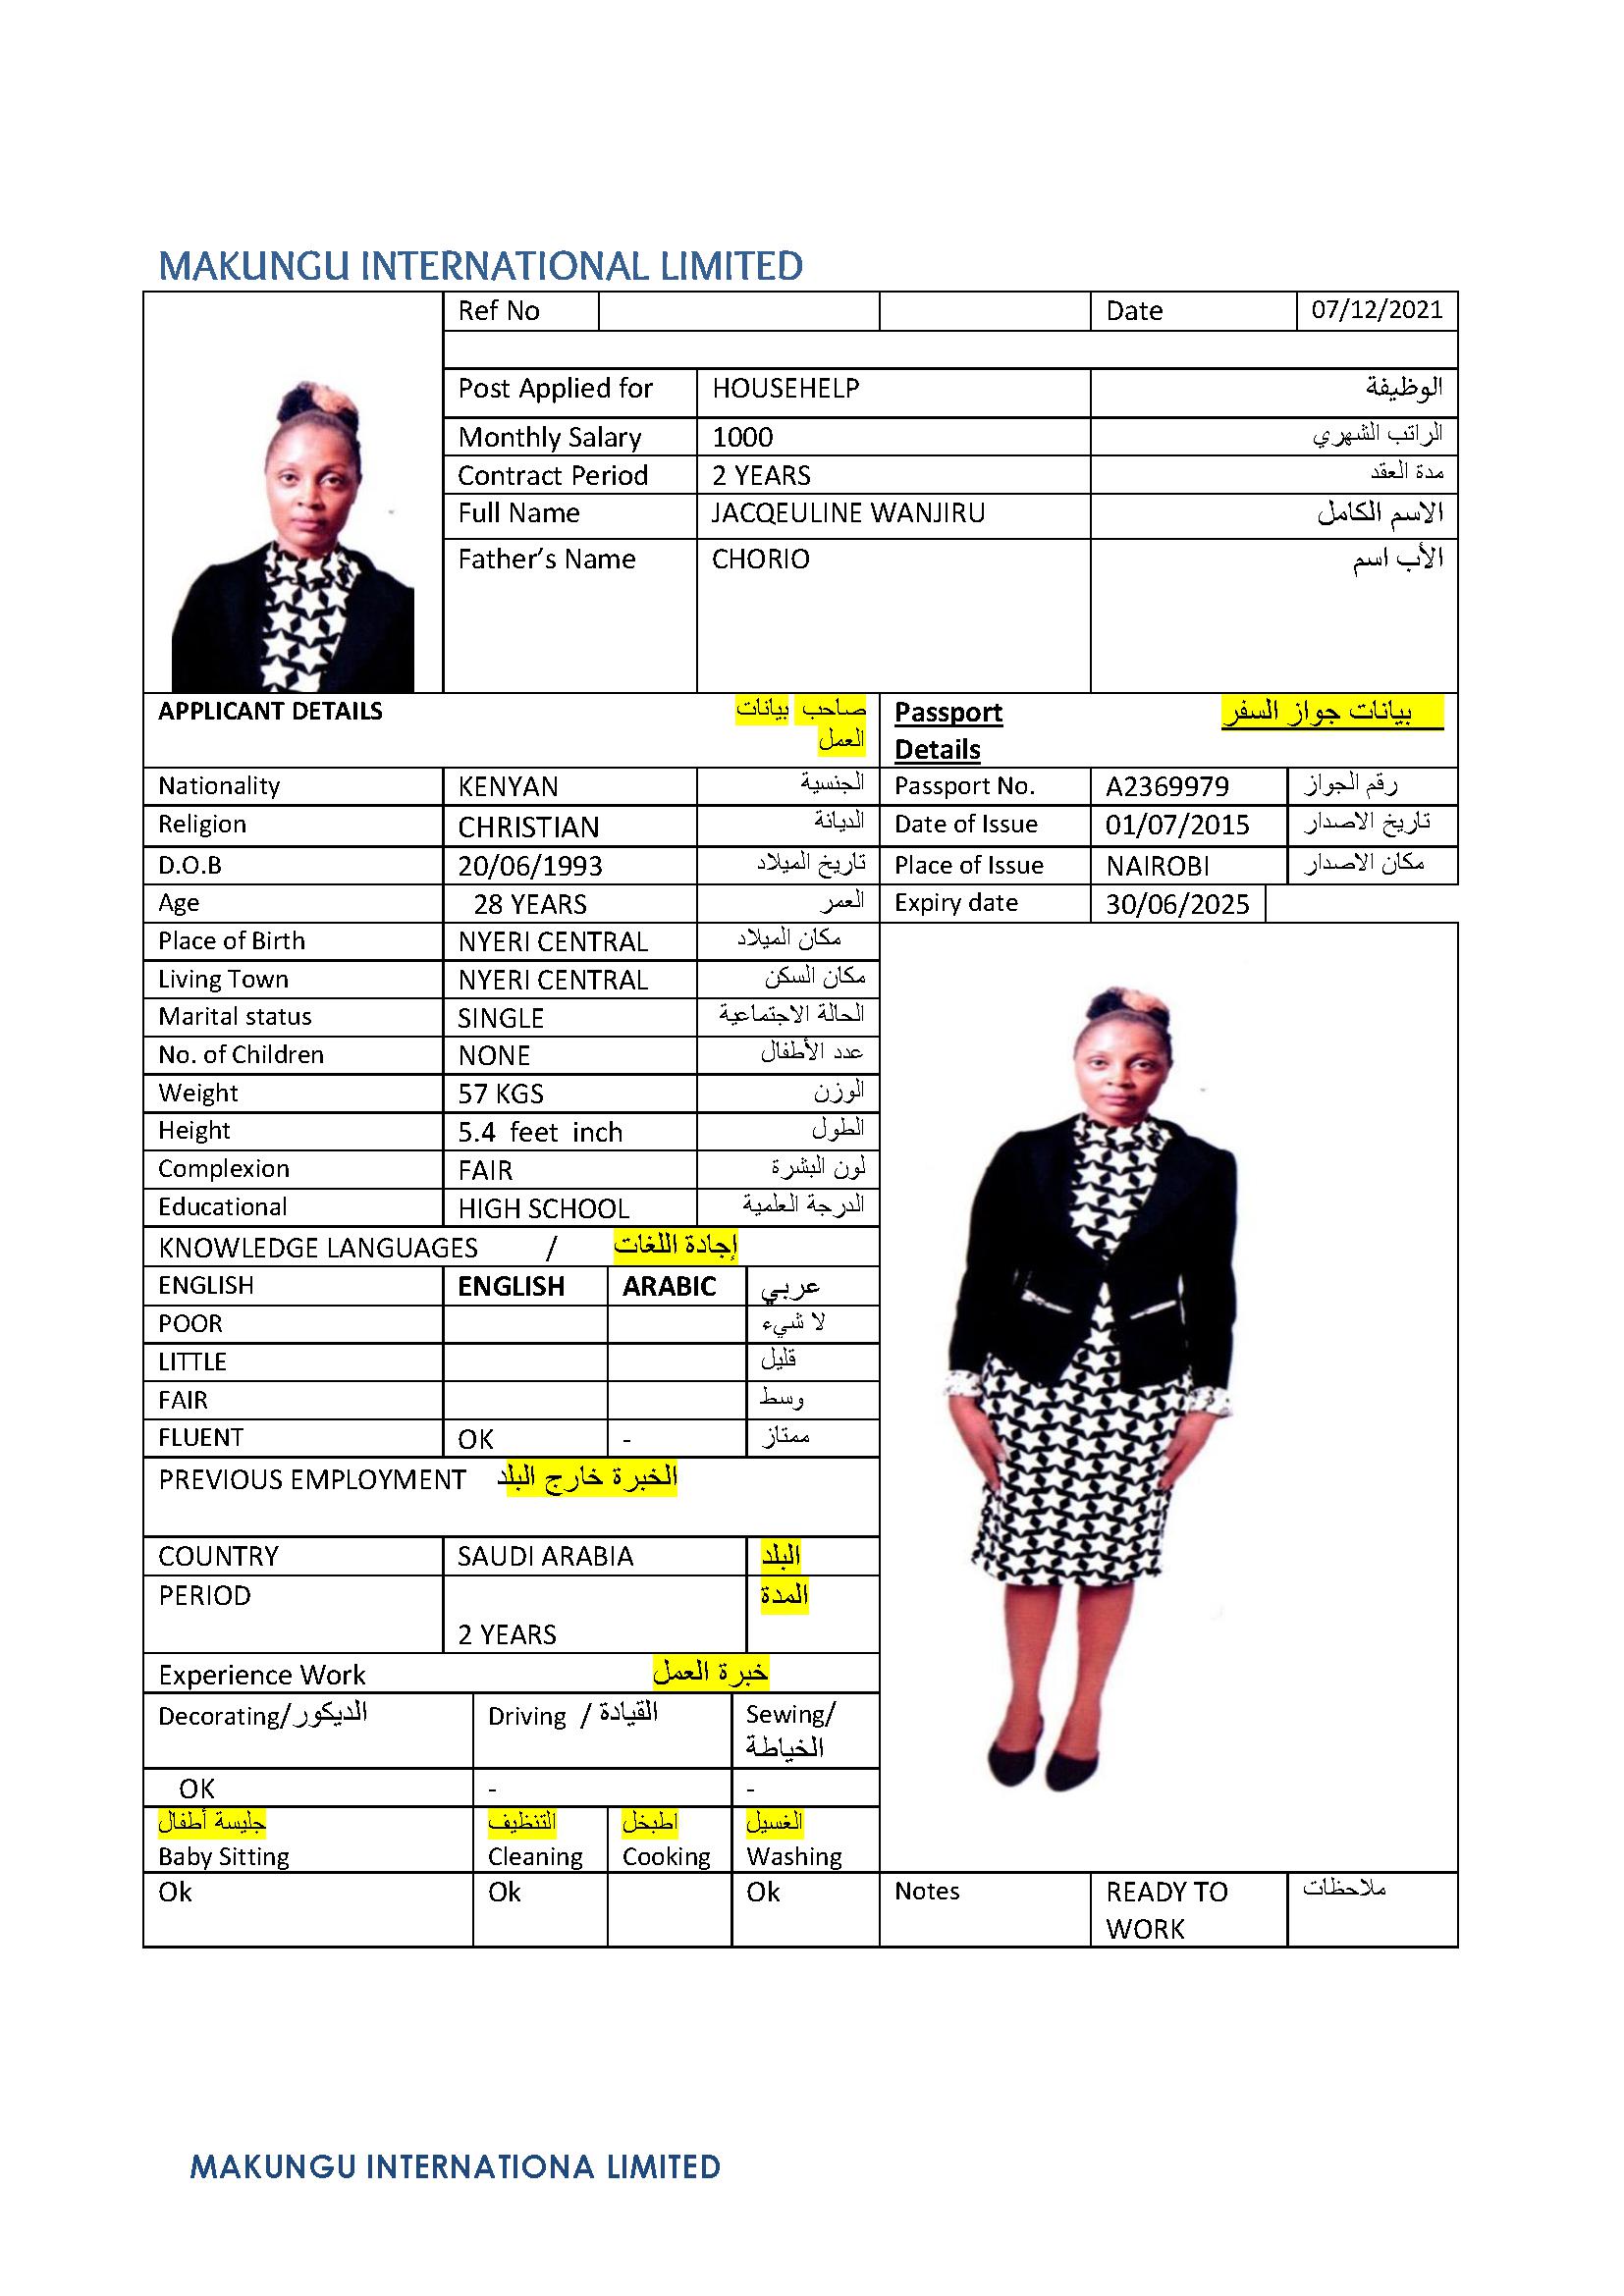 MAKUNGU INTERNATIONAL LIMITED
Ref No Date 07/12/2021
Post Applied for HOUSEHELP الوظيفة
Monthly Salary 1000 الراتب الشهري
Contract Period 2 YEARS مدة العقد
Full Name JACQEULINE WANJIRU الاسم الكامل
Father’s Name CHORIO الأب اسم
APPLICANT DETAILS صاحب بيانات
العمل
Passport بيانات جواز السفر
Details
Nationality KENYAN الجنسية Passport No. A2369979 رقم الجواز
Religion CHRISTIAN الديانة Date of Issue 01/07/2015 تاريخ الاصدار
D.O.B 20/06/1993 تاريخ الميلاد Place of Issue NAIROBI مكان الاصدار
Age 28 YEARS العمر Expiry date 30/06/2025
Place of Birth NYERI CENTRAL مكان الميلاد
Living Town NYERI CENTRAL مكان السكن
Marital status SINGLE الحالة الاجتماعية
No. of Children NONE عدد الأطفال
Weight 57 KGS الوزن
Height 5.4 feet inch الطول
Complexion FAIR لون البشرة
Educational HIGH SCHOOL الدرجة العلمية
KNOWLEDGE LANGUAGES / إجادة اللغات
ENGLISH ENGLISH ARABIC عربي
POOR لا شيء
LITTLE قليل
FAIR وسط
FLUENT OK - ممتاز
PREVIOUS EMPLOYMENT الخبرة خارج البلد
COUNTRY SAUDI ARABIA البلد
PERIOD المدة
2 YEARS
Experience Work خبرة العمل
Decorating/الديكور Driving / القيادة Sewing/
الخياطة
OK - -
جليسة أطفال التنظيف اطبخل الغسيل
Baby Sitting Cleaning Cooking Washing
Ok Ok Ok Notes READY TO ملاحظات
WORK
MAKUNGU INTERNATIONA LIMITED